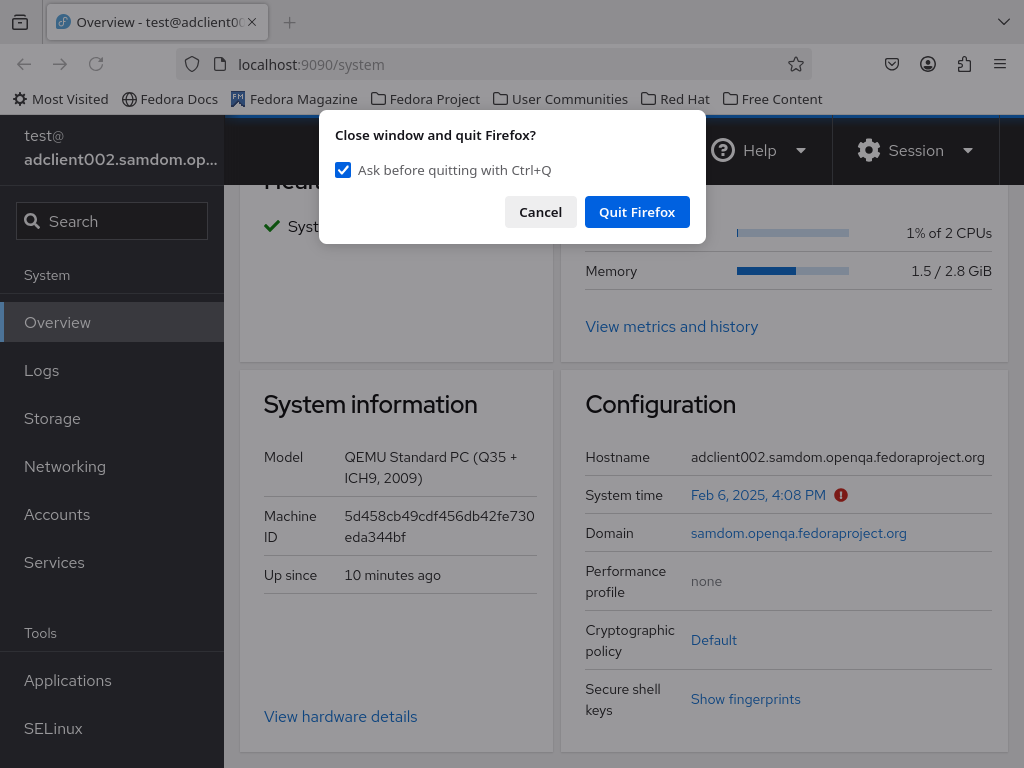 Overview - test@adclient00
localhost:9090/system
Most Visited
Fedora Docs
Fedora Magazine
Fedora Project
User Communities
Red Hat
Free Content
test@
adclient002.samdom.op...
Help
Session
Close window and quit Firefox?
Ask before quitting with Ctrl+Q
Cancel
Quit Firefox
Search
System
Overview
Logs
Storage
Networking
Accounts
Services
Tools
Applications
SELinux
Syst
1% of 2 CPUs
Memory
1.5 / 2.8 GiB
View metrics and history
System information
Model
QEMU Standard PC (Q35 +
ICH9, 2009)
Machine
ID
5d458cb49cdf456db42fe730
eda344bf
Up since
10 minutes ago
View hardware details
Configuration
Hostname
adclient002.samdom.openqa.fedoraproject.org
System time
Feb 6, 2025, 4:08 PM
Domain
samdom.openqa.fedoraproject.org
Performance
profile
none
Cryptographic
policy
Default
Secure shell
keys
Show fingerprints